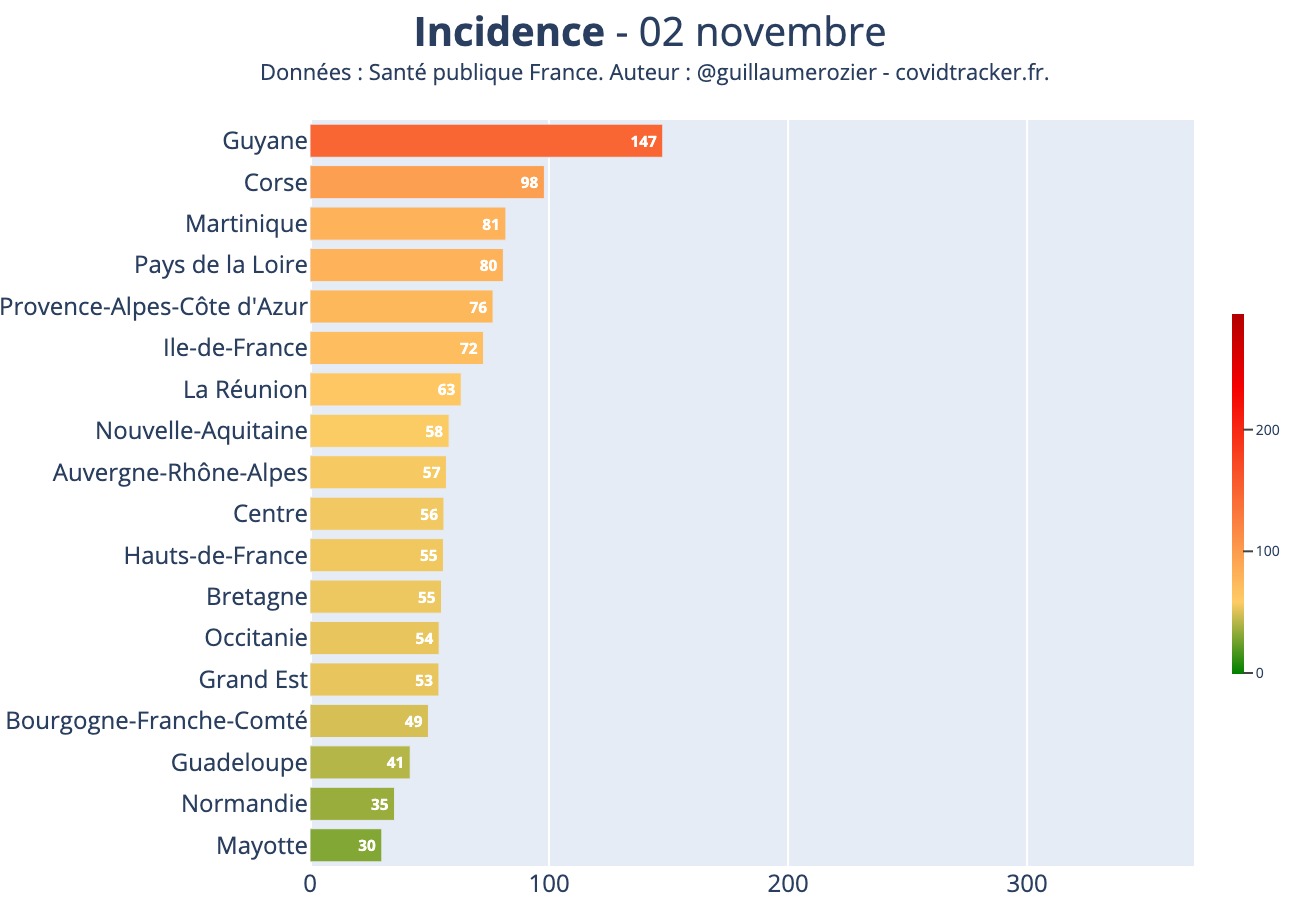 Incidence - 02 novembre
Données : Santé publique France. Auteur : @guillaumerozier - covidtracker.fr.
Guyane 147
Corse 98
Martinique 81
Pays de la Loire 80
Provence-Alpes-Côte d'Azur 76
Ile-de-France 72
La Réunion 63
Nouvelle-Aquitaine 58
Auvergne-Rhône-Alpes 57
Centre 56
Hauts-de-France 55
Bretagne 55
Occitanie 54
Grand Est 53
Bourgogne-Franche-Comté 49
Guadeloupe 41
Normandie 35
Mayotte 30
0 100 200 300
200
100
0